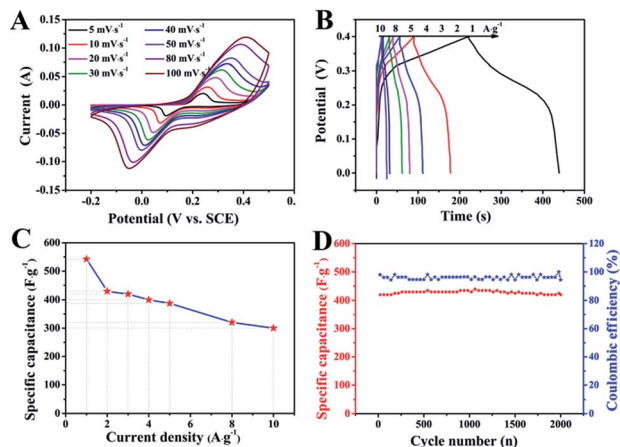 A
5 mV·s⁻¹ 40 mV·s⁻¹
10 mV·s⁻¹ 50 mV·s⁻¹
20 mV·s⁻¹ 80 mV·s⁻¹
30 mV·s⁻¹ 100 mV·s⁻¹
Current (A)
0.15
0.10
0.05
0.00
-0.05
-0.10
-0.15
-0.2 0.0 0.2 0.4 0.
Potential (V vs. SCE)
B
10 8 5 4 3 2 1 A·g⁻¹
Potential (V)
0.4
0.3
0.2
0.1
0.0
0 100 200 300 400 500
Time (s)
C
Specific capacitance (F·g⁻¹)
600
500
400
300
200
100
0
0 2 4 6 8 10
Current density (A·g⁻¹)
D
Specific capacitance (F·g⁻¹)
600
500
400
300
200
100
0
0 500 1000 1500 2000
Cycle number (n)
120
100
80
60
40
20
0
Coulombic efficiency (%)